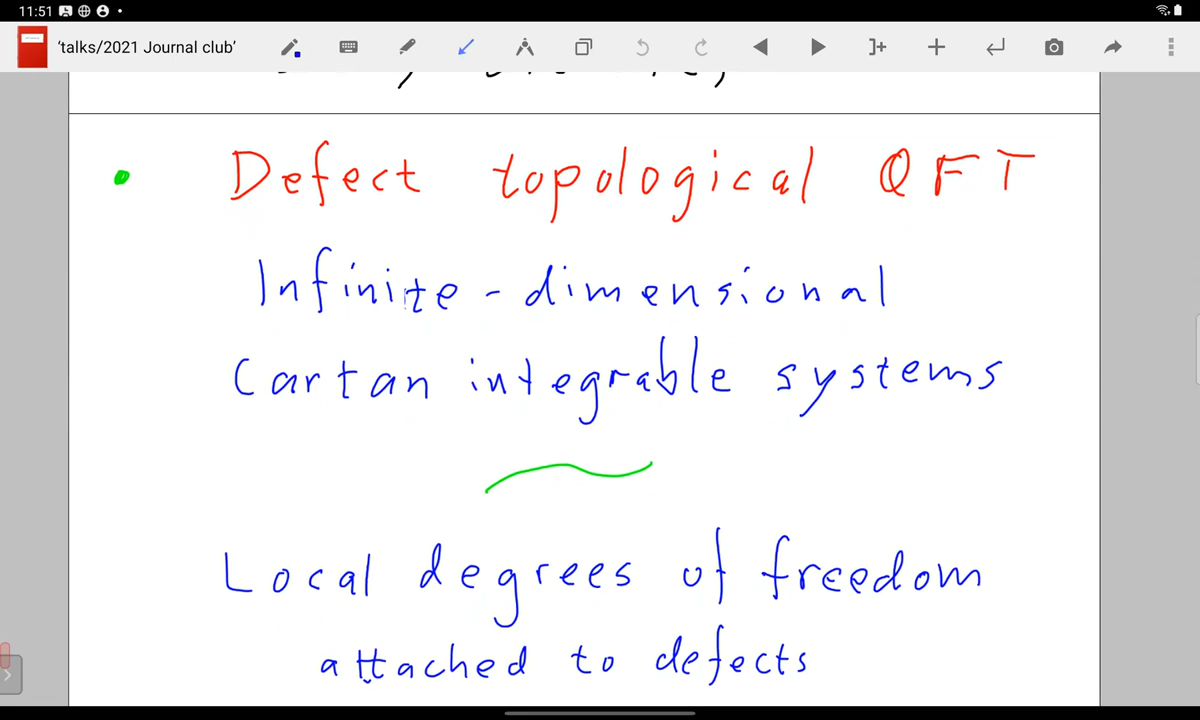 11:51
'talks/2021 Journal club'
Defect topological QFT
Infinite-dimensional
Cartan integrable systems
Local degrees of freedom
attached to defects